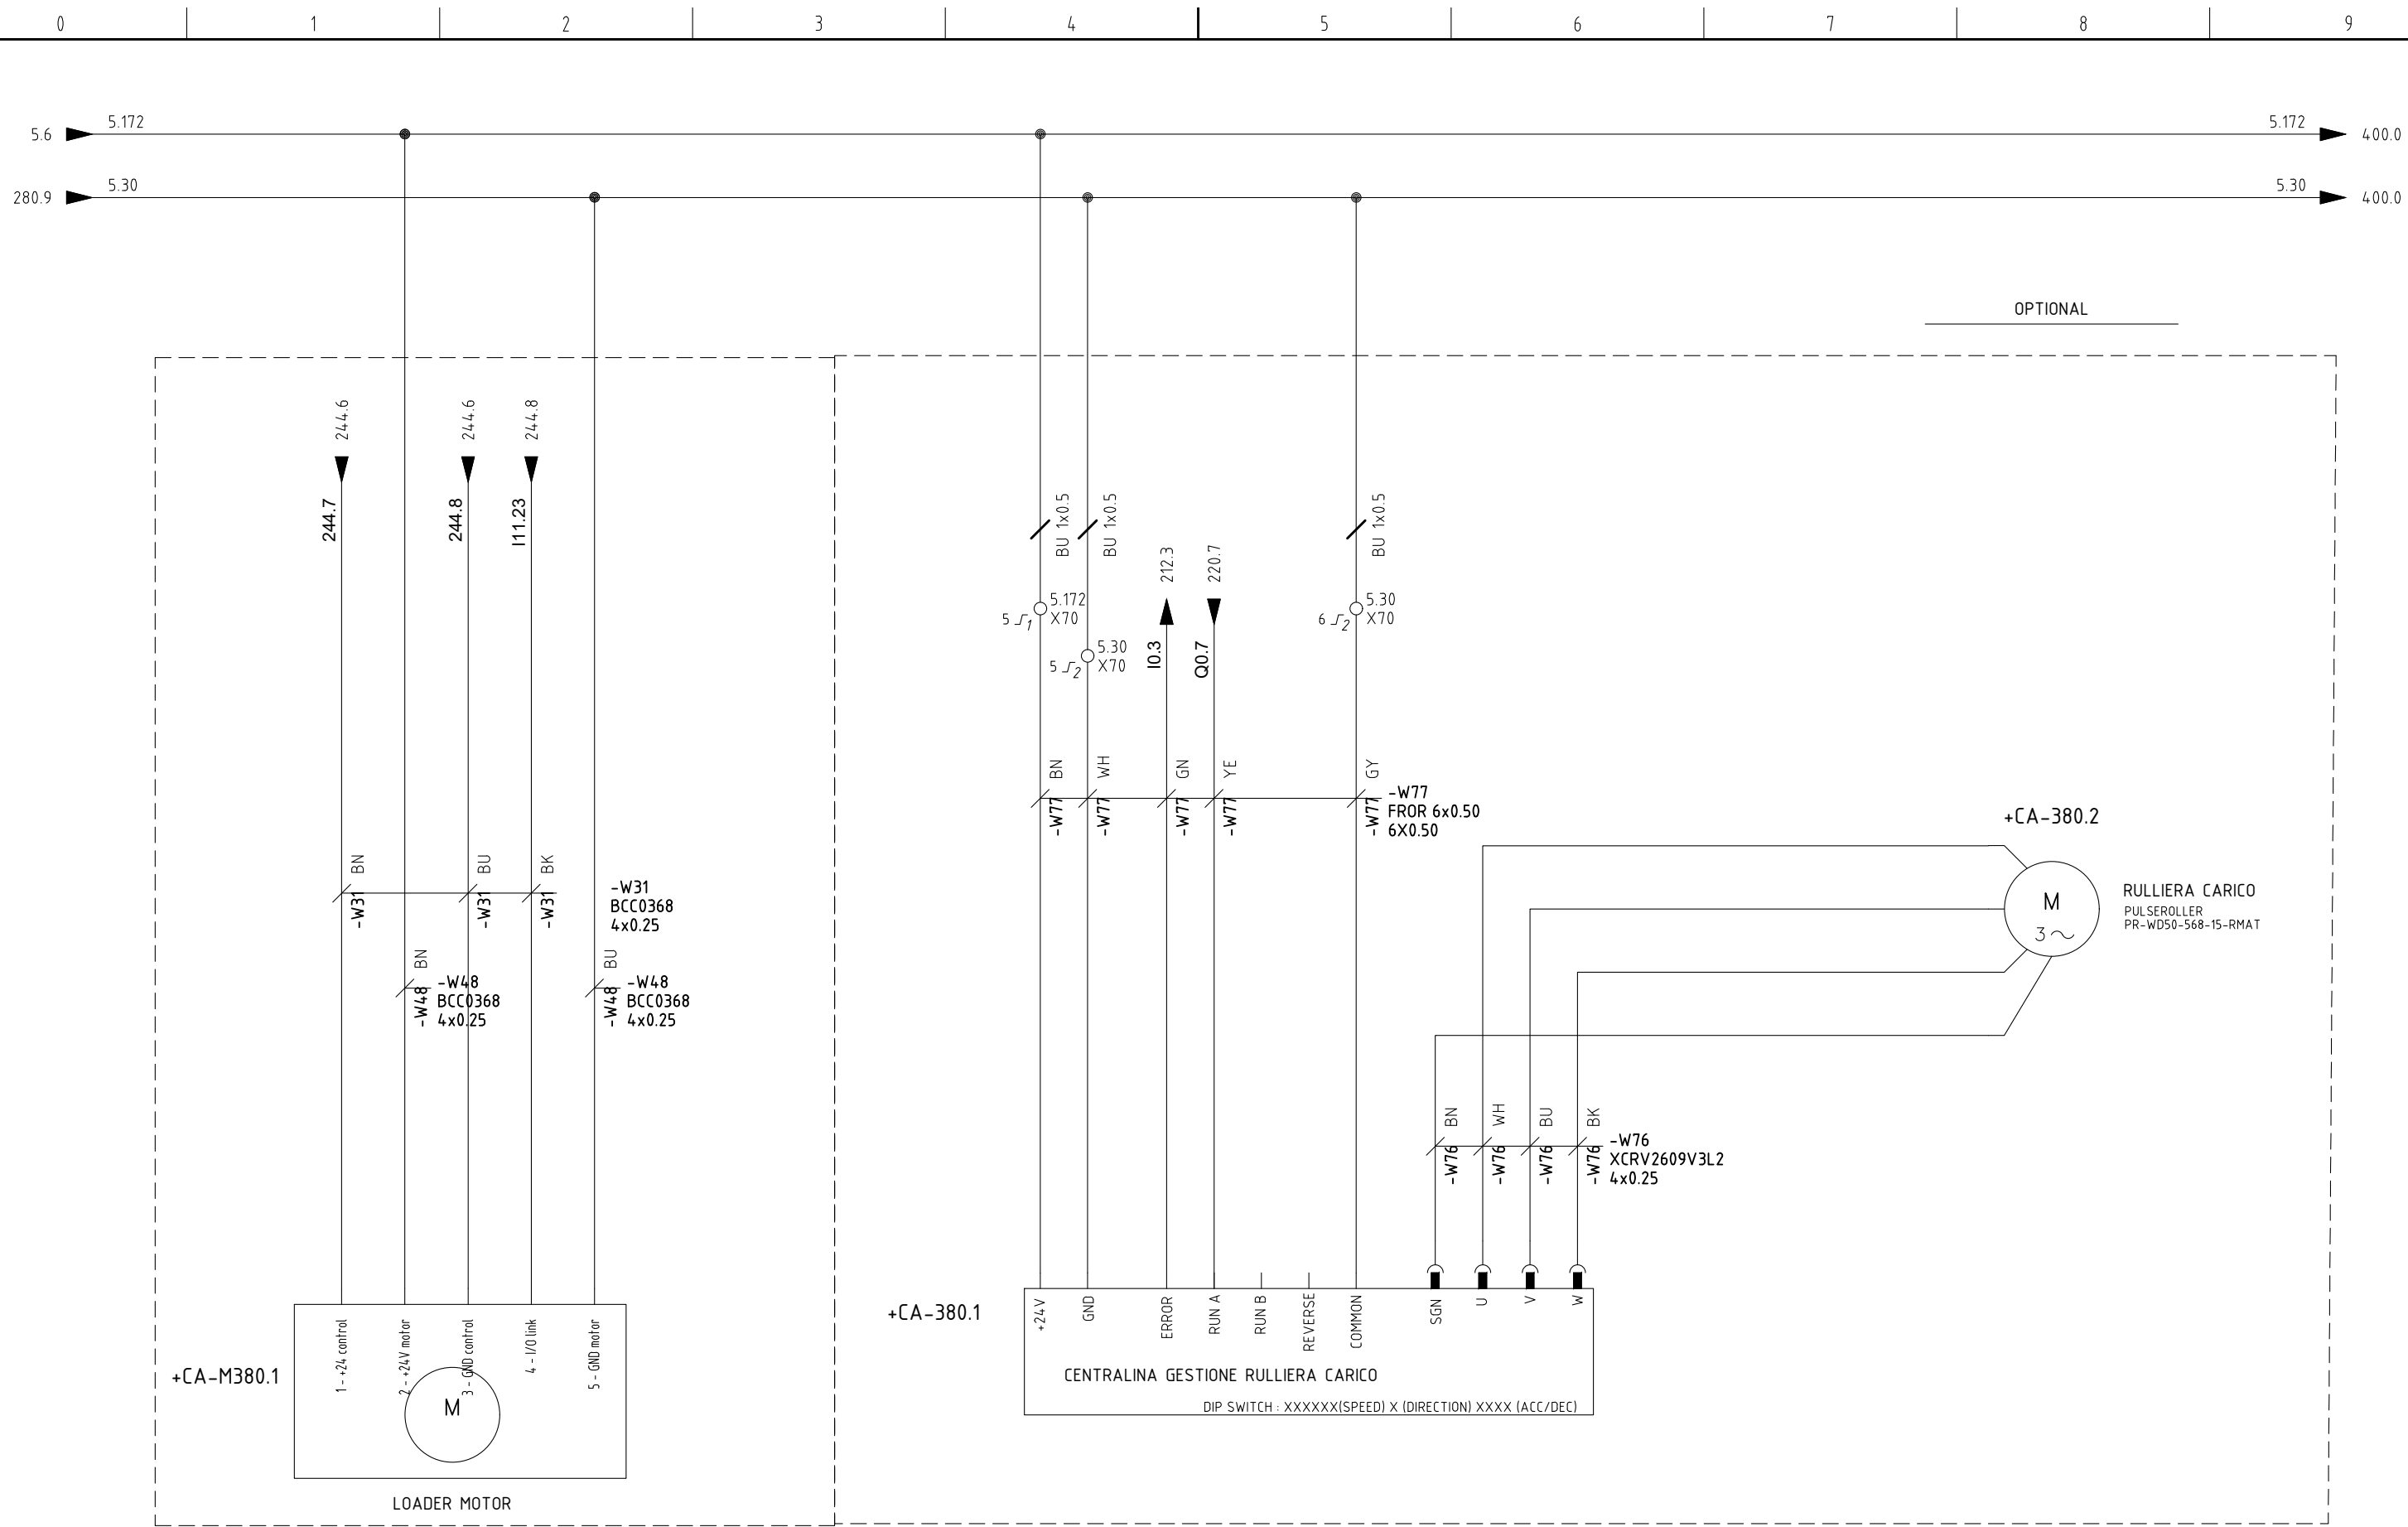 0 1 2 3 4 5 6 7 8 9
5.6 5.172 5.172 400.0
280.9 5.30 5.30 400.0
OPTIONAL
244.6 244.6 244.8
244.7 244.8 I11.23
BU 1x0.5 BU 1x0.5 BU 1x0.5
212.3 220.7
5 1 5.172 X70
5 2 5.30 X70
6 2 5.30 X70
I0.3 Q0.7
BN WH GN YE GY
-W77 -W77 -W77 -W77 -W77
-W77
FROR 6x0.50
6X0.50
+CA-380.2
M
3
RULLIERA CARICO
PULSEROLLER
PR-WD50-568-15-RMAT
BN BU BK
-W31 -W31 -W31
-W31
BCC0368
4x0.25
BN BU
-W48 -W48
-W48
BCC0368
4x0.25
-W48
BCC0368
4x0.25
BN WH BU BK
-W76 -W76 -W76 -W76
-W76
XCRV2609V3L2
4x0.25
+CA-M380.1
1 - +24 control
2 - +24V motor
3 - GND control
4 - I/O link
5 - GND motor
M
LOADER MOTOR
+CA-380.1
+24V
GND
ERROR
RUN A
RUN B
REVERSE
COMMON
SGN
U
V
W
CENTRALINA GESTIONE RULLIERA CARICO
DIP SWITCH : XXXXXX(SPEED) X (DIRECTION) XXXX (ACC/DEC)